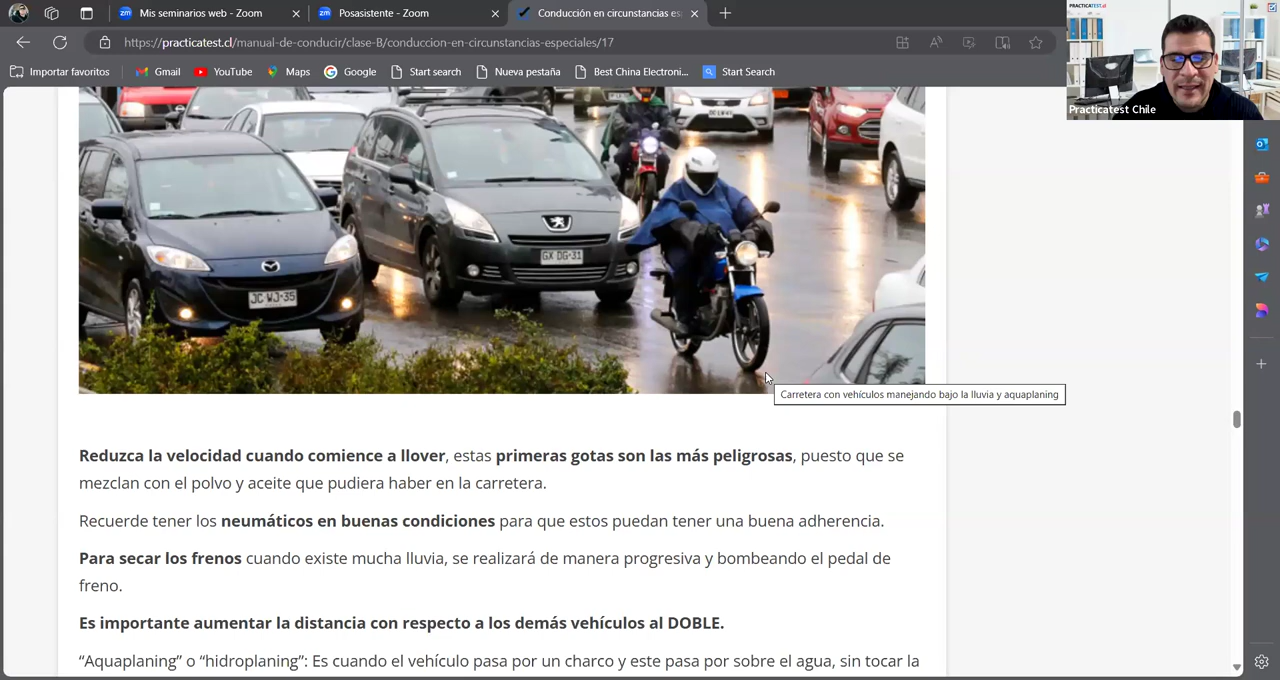 Mis seminarios web - Zoom
Posasistente - Zoom
Conducción en circunstancias es
https://practicatest.cl/manual-de-conducir/clase-B/conduccion-en-circunstancias-especiales/17
Importar favoritos
Gmail
YouTube
Maps
Google
Start search
Nueva pestaña
Best China Electroni...
Start Search
PRACTICATEST.cl
Practicatest Chile
GX DG-31
JC WJ-35
Carretera con vehículos manejando bajo la lluvia y aquaplaning
Reduzca la velocidad cuando comience a llover, estas primeras gotas son las más peligrosas, puesto que se
mezclan con el polvo y aceite que pudiera haber en la carretera.
Recuerde tener los neumáticos en buenas condiciones para que estos puedan tener una buena adherencia.
Para secar los frenos cuando existe mucha lluvia, se realizará de manera progresiva y bombeando el pedal de
freno.
Es importante aumentar la distancia con respecto a los demás vehículos al DOBLE.
“Aquaplaning” o “hidroplaning”: Es cuando el vehículo pasa por un charco y este pasa por sobre el agua, sin tocar la